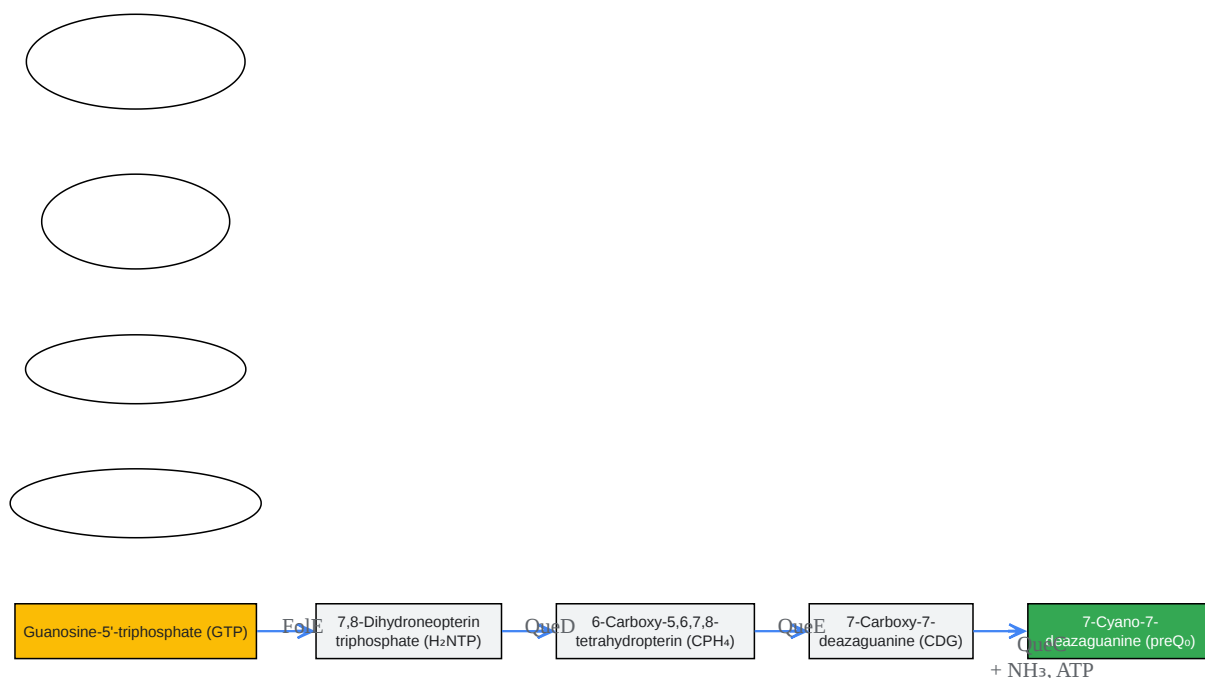 Guanosine-5'-triphosphate (GTP)
FolE
7,8-Dihydroneopterin
triphosphate (H₂NTP)
QueD
6-Carboxy-5,6,7,8-
tetrahydropterin (CPH₄)
QueE
7-Carboxy-7-
deazaguanine (CDG)
QueC
+ NH₃, ATP
7-Cyano-7-
deazaguanine (preQ₀)